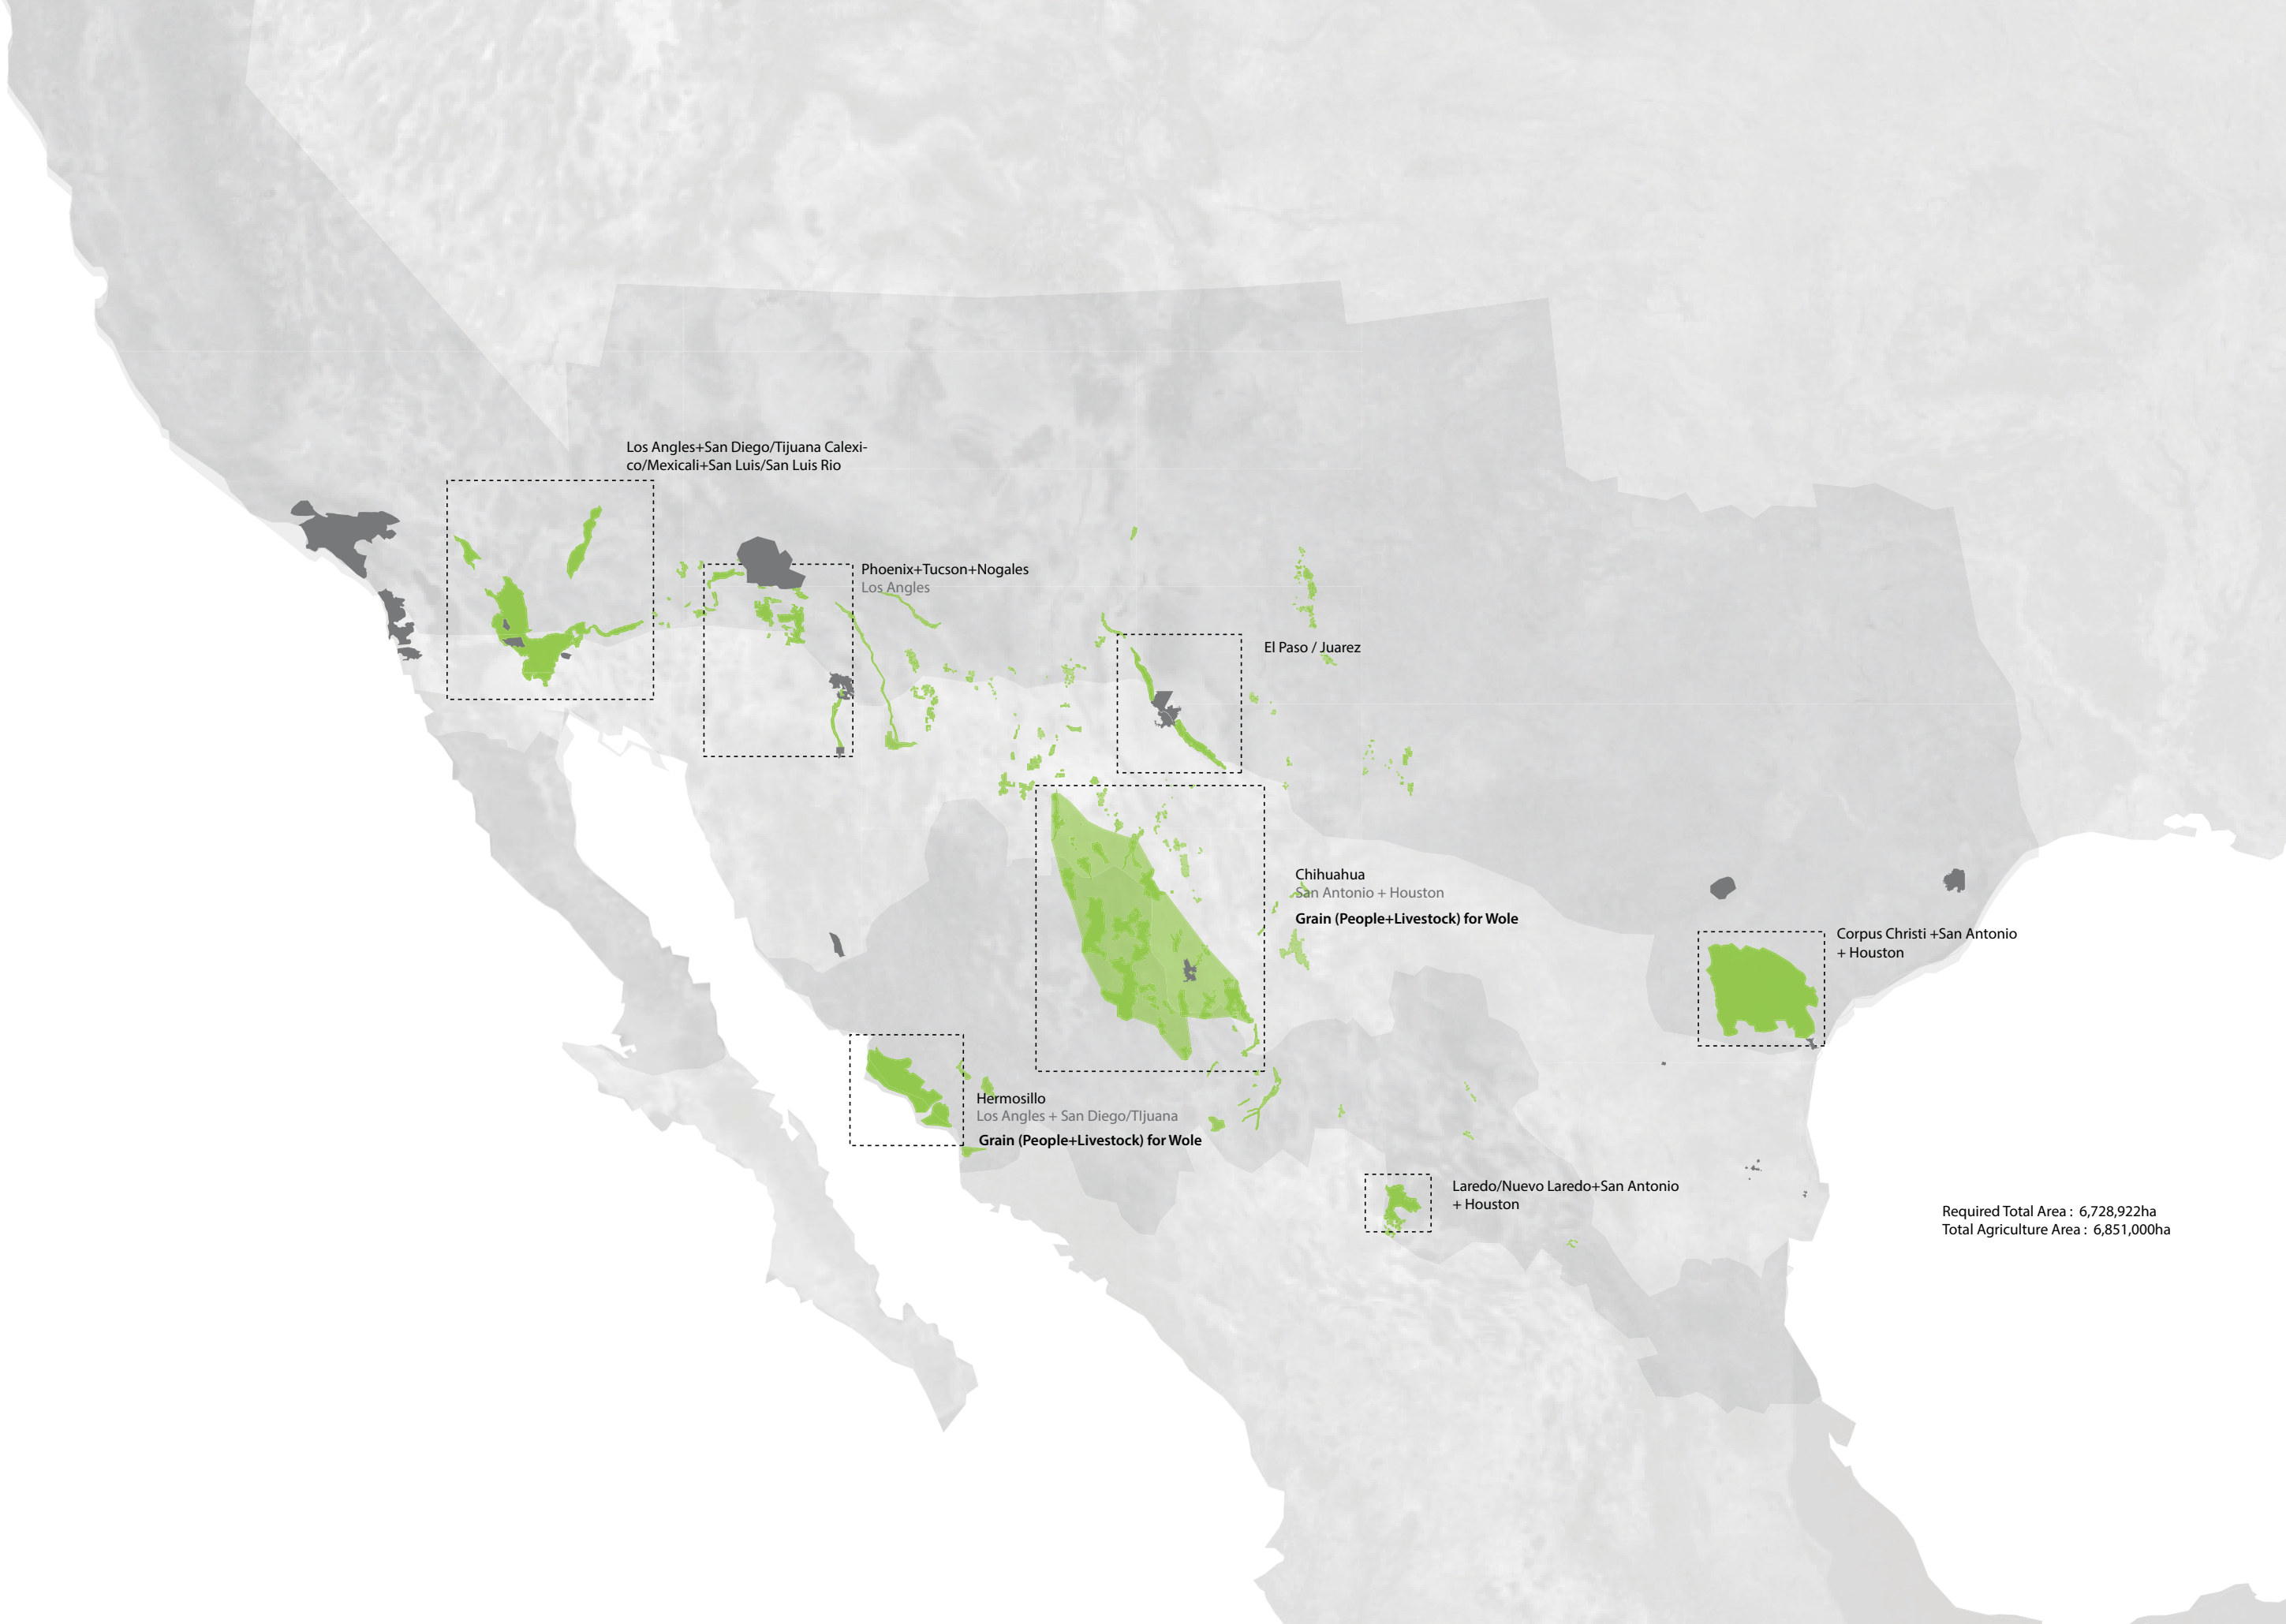 Los Angles+San Diego/Tijuana Calexi-
co/Mexicali+San Luis/San Luis Rio
Phoenix+Tucson+Nogales
Los Angles
El Paso / Juarez
Chihuahua
San Antonio + Houston
Grain (People+Livestock) for Wole
Corpus Christi +San Antonio
+ Houston
Hermosillo
Los Angles + San Diego/TIjuana
Grain (People+Livestock) for Wole
Laredo/Nuevo Laredo+San Antonio
+ Houston
Required Total Area : 6,728,922ha
Total Agriculture Area : 6,851,000ha